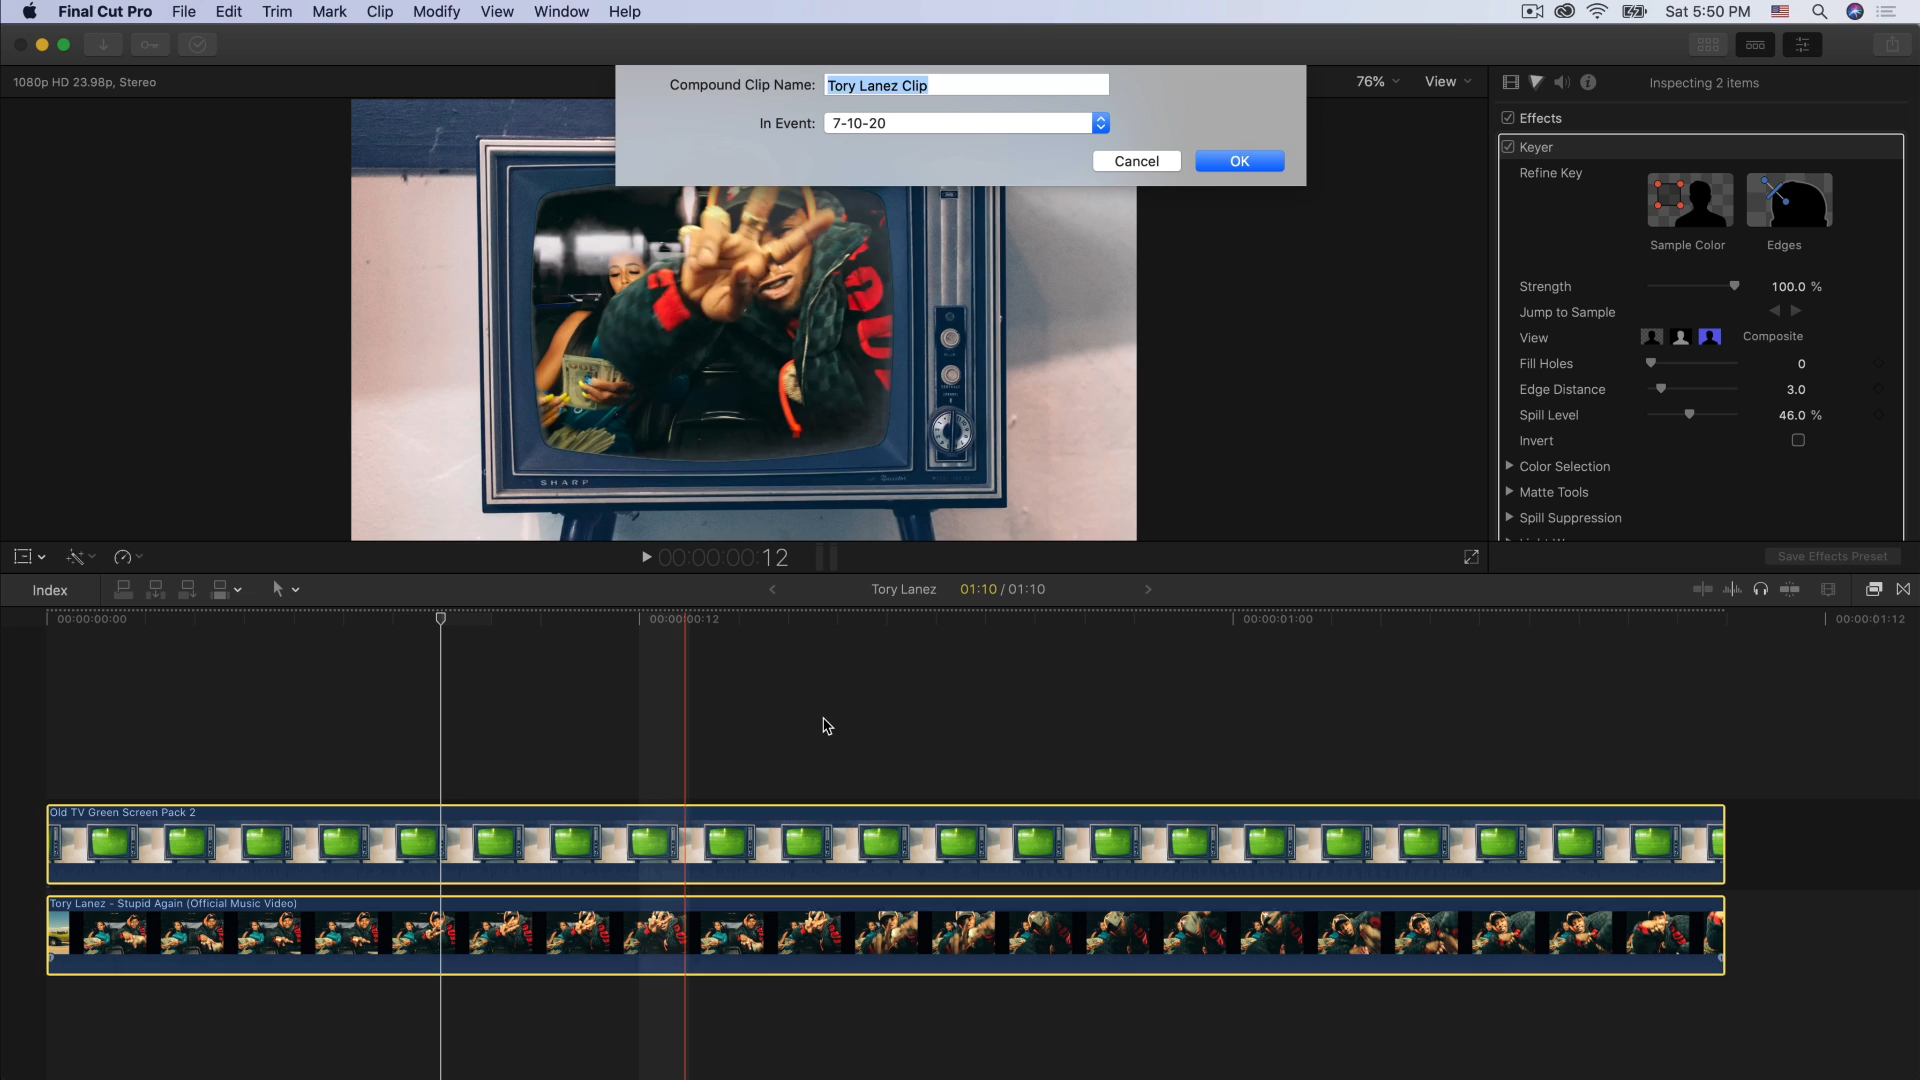 Final Cut Pro File Edit Trim Mark Clip Modify View Window Help Sat 5:50 PM
1080p HD 23.98p, Stereo
Compound Clip Name: Tory Lanez Clip
In Event: 7-10-20
Cancel OK
76% View
Inspecting 2 items
Effects
Keyer
Refine Key
Sample Color Edges
Strength 100.0 %
Jump to Sample
View Composite
Fill Holes 0
Edge Distance 3.0
Spill Level 46.0 %
Invert
Color Selection
Matte Tools
Spill Suppression
SHARP
00:00:00:12
Save Effects Preset
Index
Tory Lanez 01:10 / 01:10
00:00:00:00 00:00:00:12 00:00:01:00 00:00:01:12
Old TV Green Screen Pack 2
Tory Lanez - Stupid Again (Official Music Video)